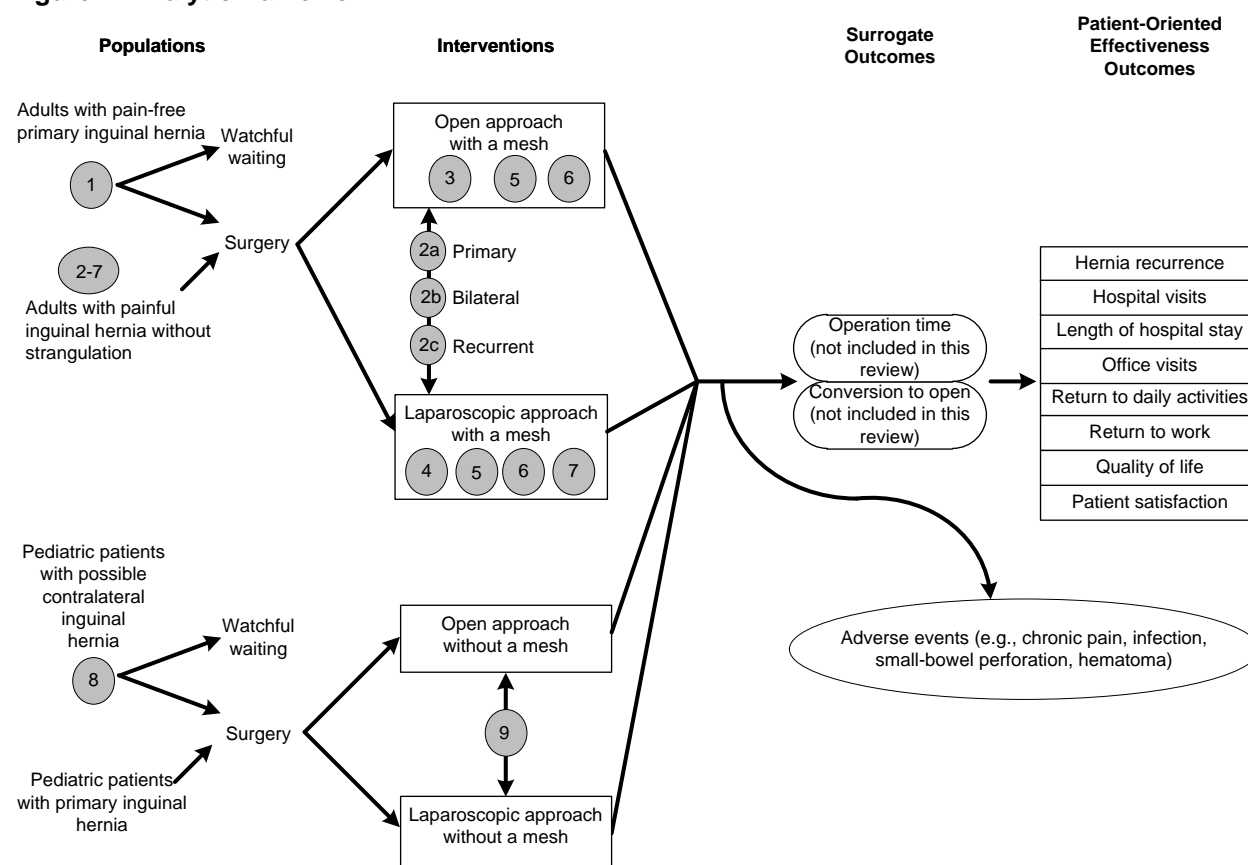 Populations
Interventions
Surrogate
Outcomes
Patient-Oriented
Effectiveness
Outcomes
Adults with pain-free
primary inguinal hernia
1
Watchful
waiting
Surgery
2-7
Adults with painful
inguinal hernia without
strangulation
Open approach
with a mesh
3 5 6
2a Primary
2b Bilateral
2c Recurrent
Laparoscopic approach
with a mesh
4 5 6 7
Operation time
(not included in this
review)
Conversion to open
(not included in this
review)
Hernia recurrence
Hospital visits
Length of hospital stay
Office visits
Return to daily activities
Return to work
Quality of life
Patient satisfaction
Adverse events (e.g., chronic pain, infection,
small-bowel perforation, hematoma)
Pediatric patients
with possible
contralateral
inguinal
hernia
8
Watchful
waiting
Surgery
Pediatric patients
with primary inguinal
hernia
Open approach
without a mesh
9
Laparoscopic approach
without a mesh